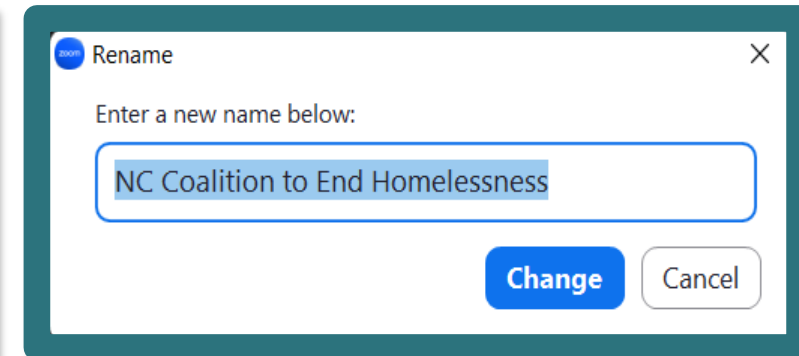 zoom
Rename
Enter a new name below:
NC Coalition to End Homelessness
Change
Cancel